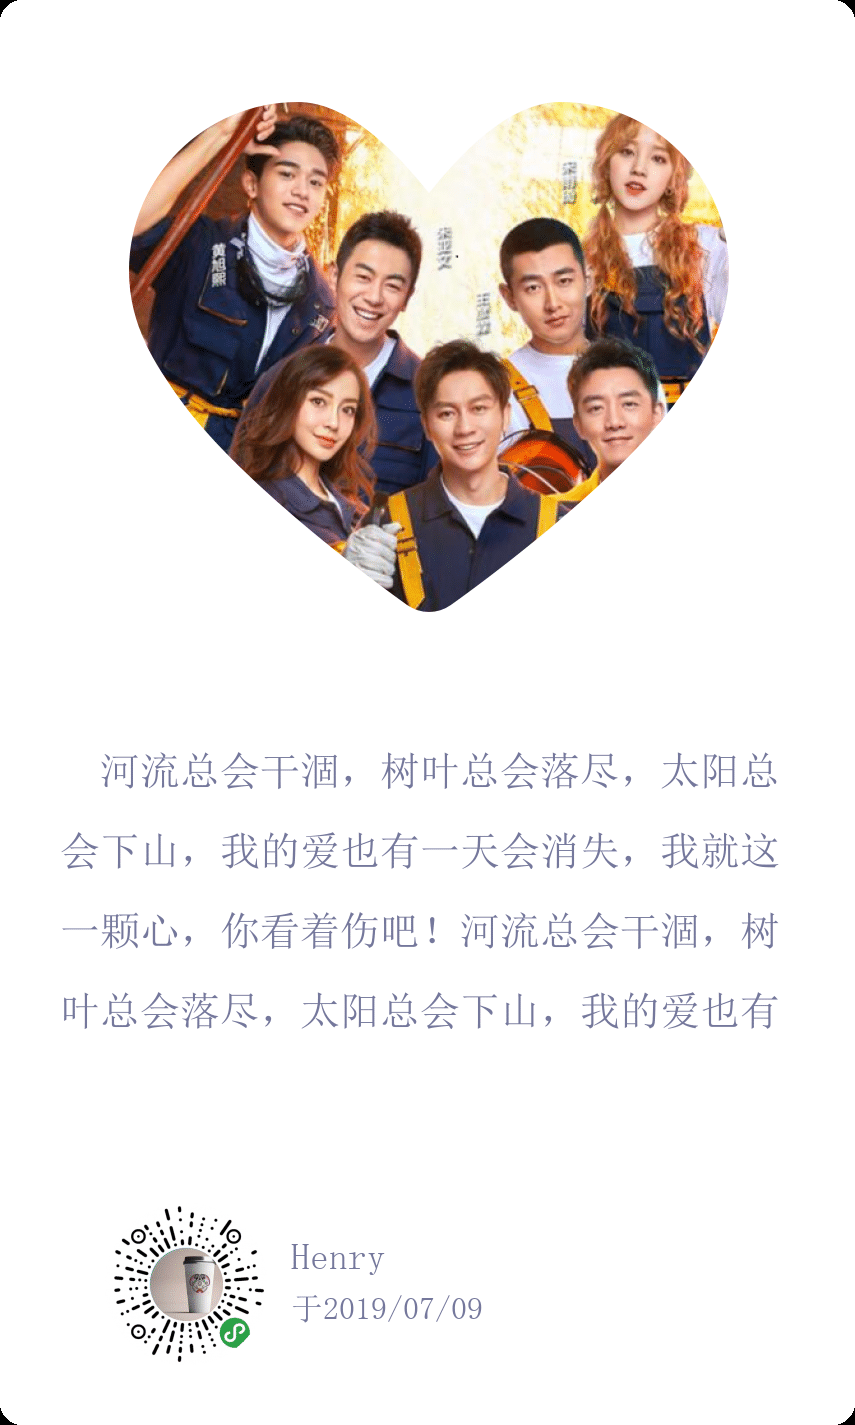 黄旭熙
宋亚文
王彦霖
河流总会干涸，树叶总会落尽，太阳总
会下山，我的爱也有一天会消失，我就这
一颗心，你看着伤吧！河流总会干涸，树
叶总会落尽，太阳总会下山，我的爱也有
Henry
于2019/07/09